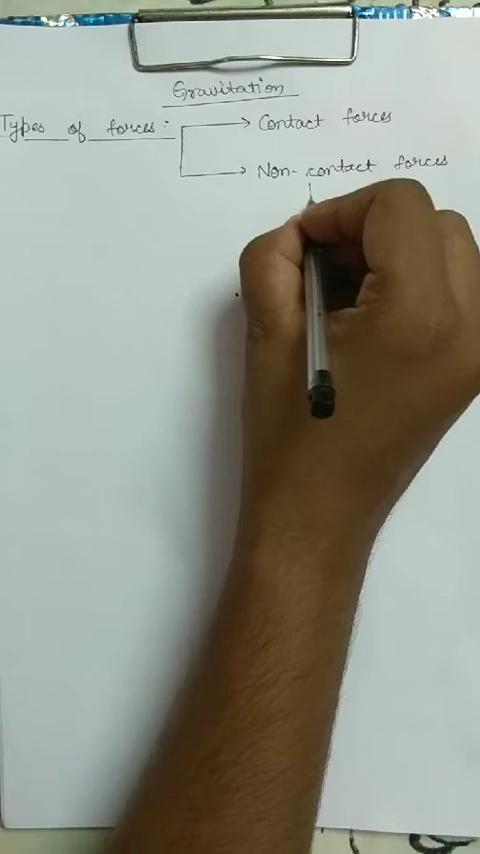 Gravitation
Types of forces: → Contact forces
→ Non-contact forces